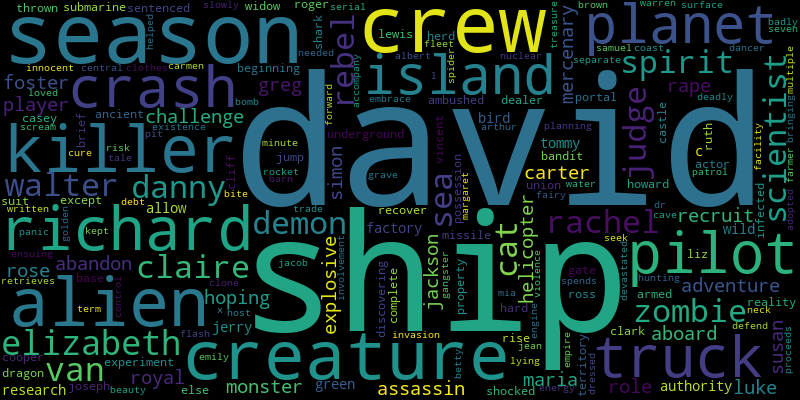 thrown submarine sentenced widow roger serial brown warren surface
slowly treasure badly
season crew planet
helped shark lewis herd needed fleet samuel coast dancer seven
innocent central clothes carmen rebel albert nuclear separate multiple
foster loved crash greg island spider mercenary spirit
player beginning accompany 1 portal rape scientist
casey ancient bomb dealer deadly
scream brief challenge forward embrace ambushed bird planning castle bringing
killer david
existence pit underground arthur tommy judge ruth facility
cure risk tale minute vincent bandit c actor patrol farmer
walter danny cliff jump simon grave possession carter howard
rocket barn margaret union water dr adopted
suit except debt bite sea fairy cave infected
written golden allow trade recover rachel recruit wild
richard demon factory missile
panic kept cat helicopter seek liz
ensuing abandon claire ship pilot
rose jacob explosive involvement jackson gangster violence gate devastated hunting
retrieves base control clone hoping discovering complete property mia spends armed adventure
alien term x host hard engine ross zombie reality
jerry flash invasion rise clark aboard neck defend
elizabeth emily jean empire
cooper creature betty lying truck susan proceeds
dragon van experiment maria territory dressed
research joseph royal beauty else monster green assassin shocked energy role authority luke